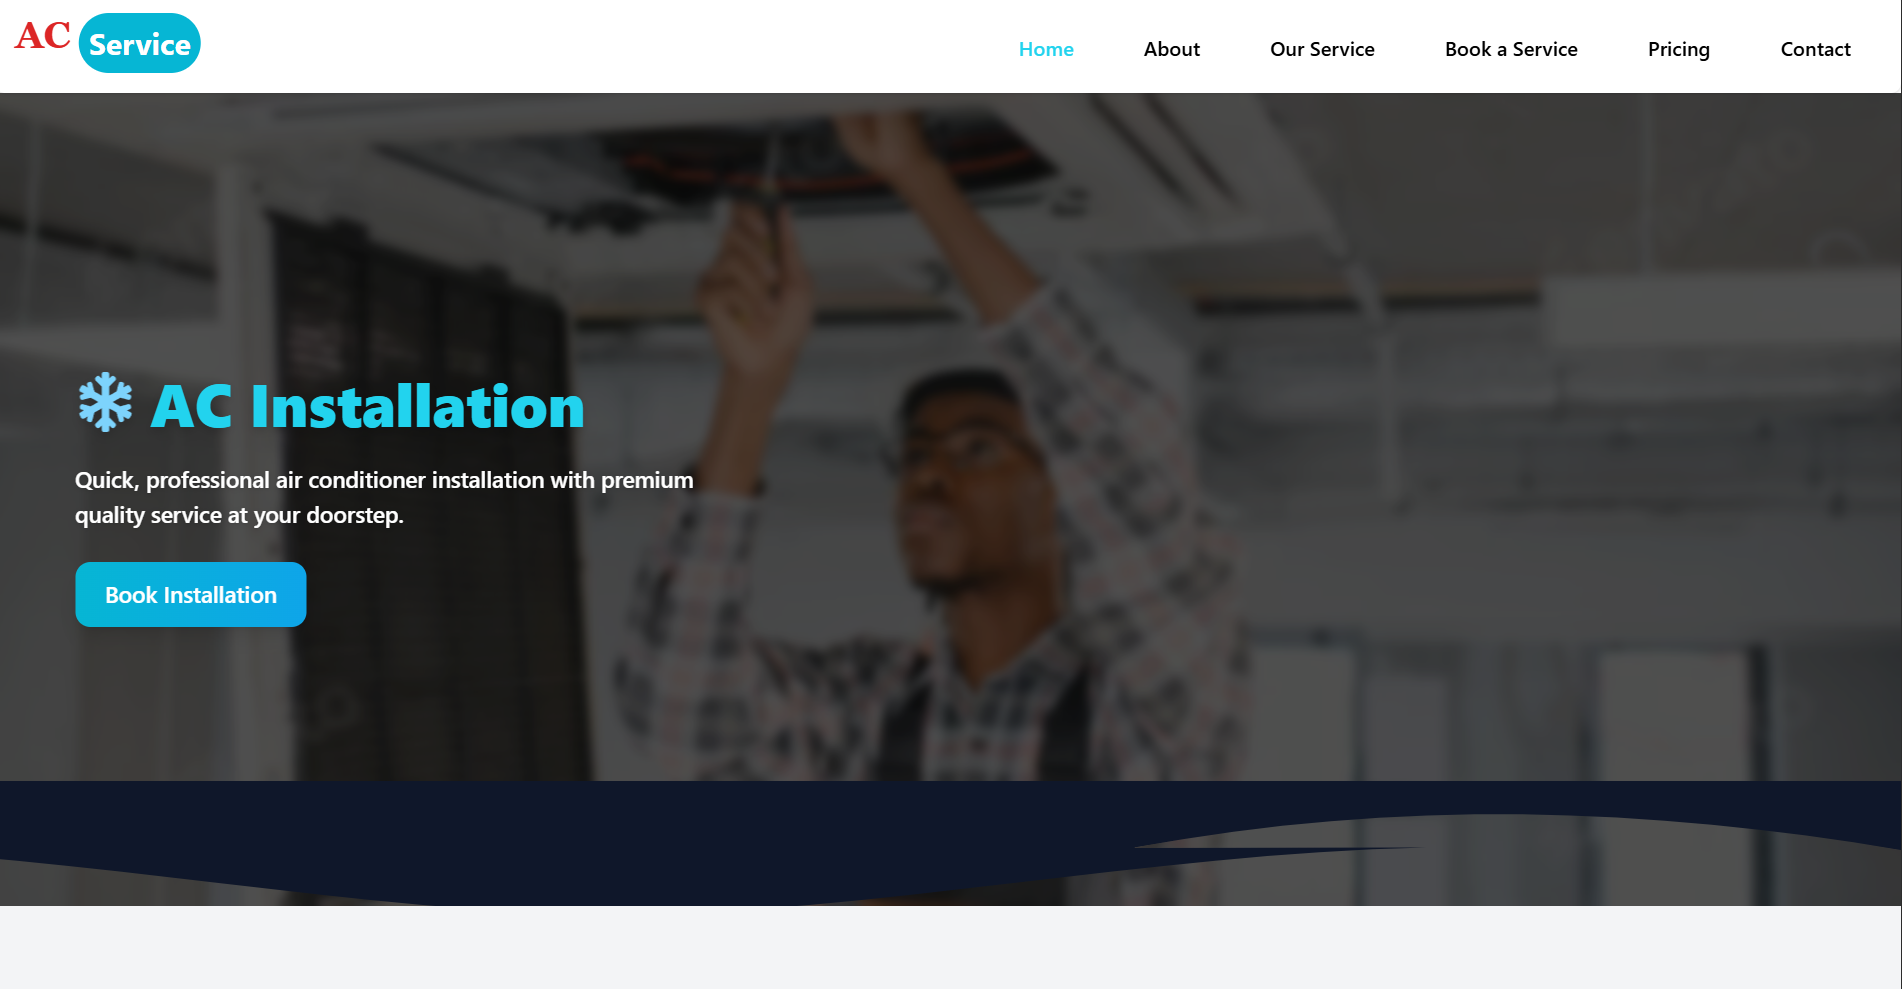 AC Service
Home About Our Service Book a Service Pricing Contact
AC Installation
Quick, professional air conditioner installation with premium
quality service at your doorstep.
Book Installation